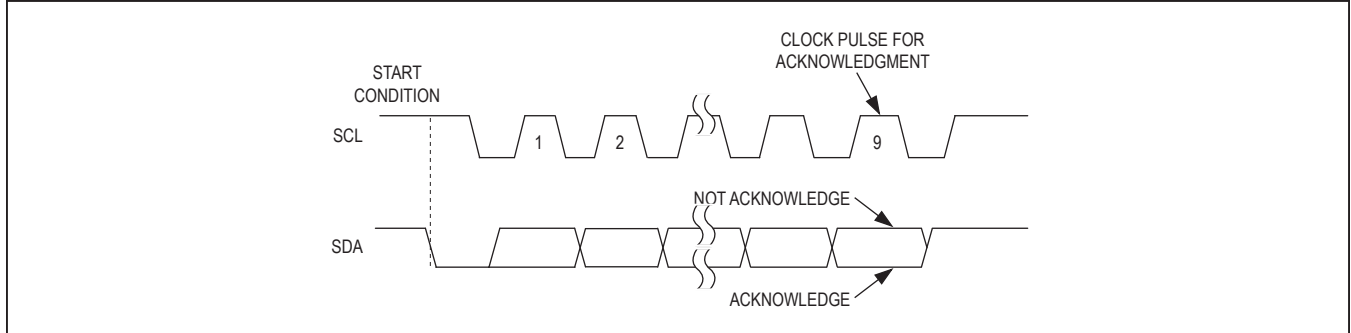 CLOCK PULSE FOR
ACKNOWLEDGMENT
START
CONDITION
SCL
1
2
9
NOT ACKNOWLEDGE
SDA
ACKNOWLEDGE